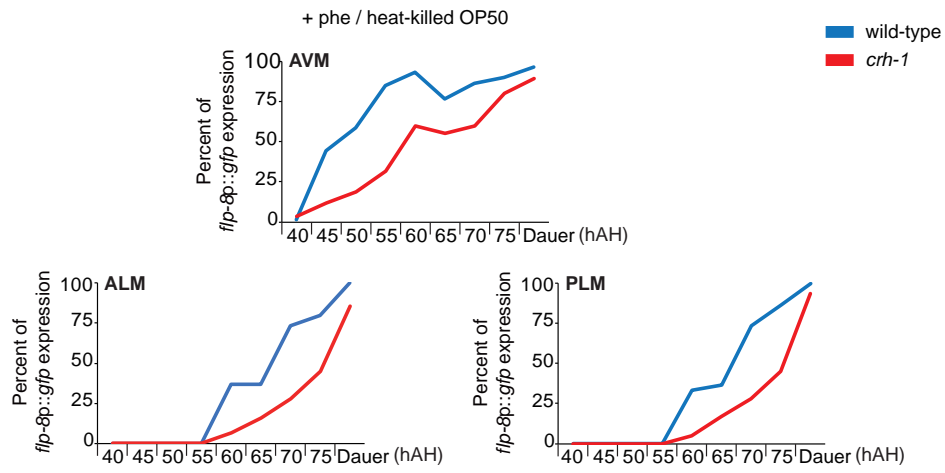 + phe / heat-killed OP50
wild-type
crh-1
AVM
Percent of
flp-8p::gfp expression
100
75
50
25
0
40 45 50 55 60 65 70 75 Dauer (hAH)
ALM
Percent of
flp-8p::gfp expression
100
75
50
25
0
40 45 50 55 60 65 70 75 Dauer (hAH)
PLM
Percent of
flp-8p::gfp expression
100
75
50
25
0
40 45 50 55 60 65 70 75 Dauer (hAH)